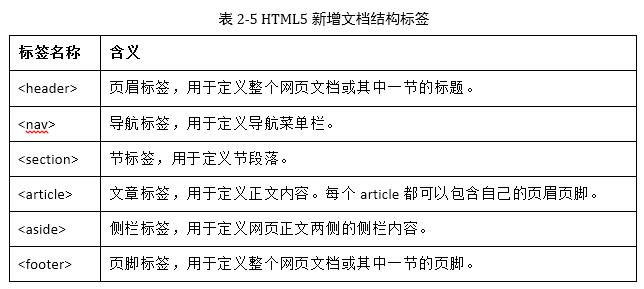 表 2-5 HTML5 新增文档结构标签
标签名称 含义
<header> 页眉标签，用于定义整个网页文档或其中一节的标题。
<nav> 导航标签，用于定义导航菜单栏。
<section> 节标签，用于定义节段落。
<article> 文章标签，用于定义正文内容。每个 article 都可以包含自己的页眉页脚。
<aside> 侧栏标签，用于定义网页正文两侧的侧栏内容。
<footer> 页脚标签，用于定义整个网页文档或其中一节的页脚。